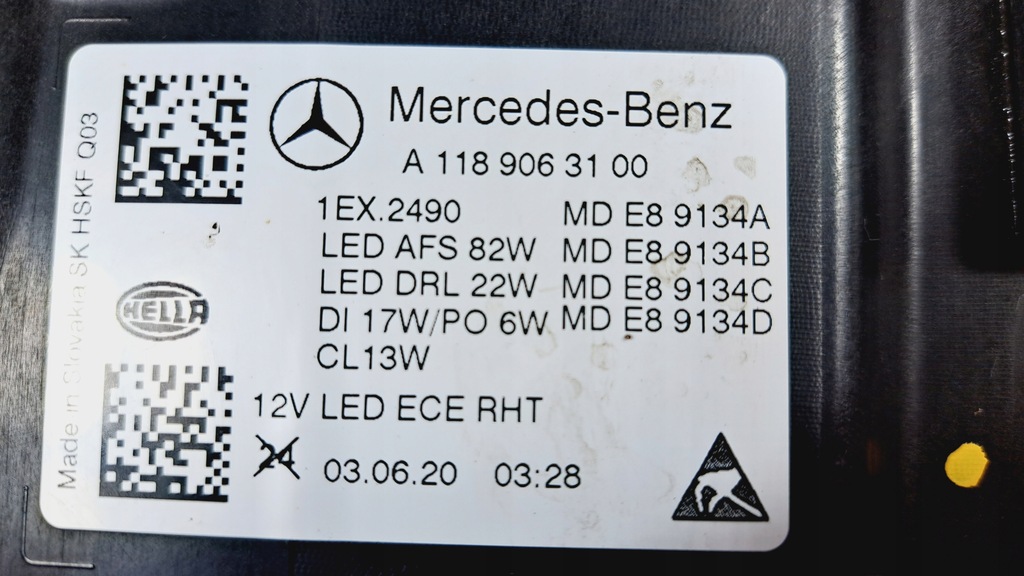 Mercedes-Benz
A 118 906 31 00
1EX.2490 MD E8 9134A
LED AFS 82W MD E8 9134B
LED DRL 22W MD E8 9134C
DI 17W/PO 6W MD E8 9134D
CL13W
12V LED ECE RHT
24 03.06.20 03:28
HELLA
Made in Slovakia SK HSKF Q03